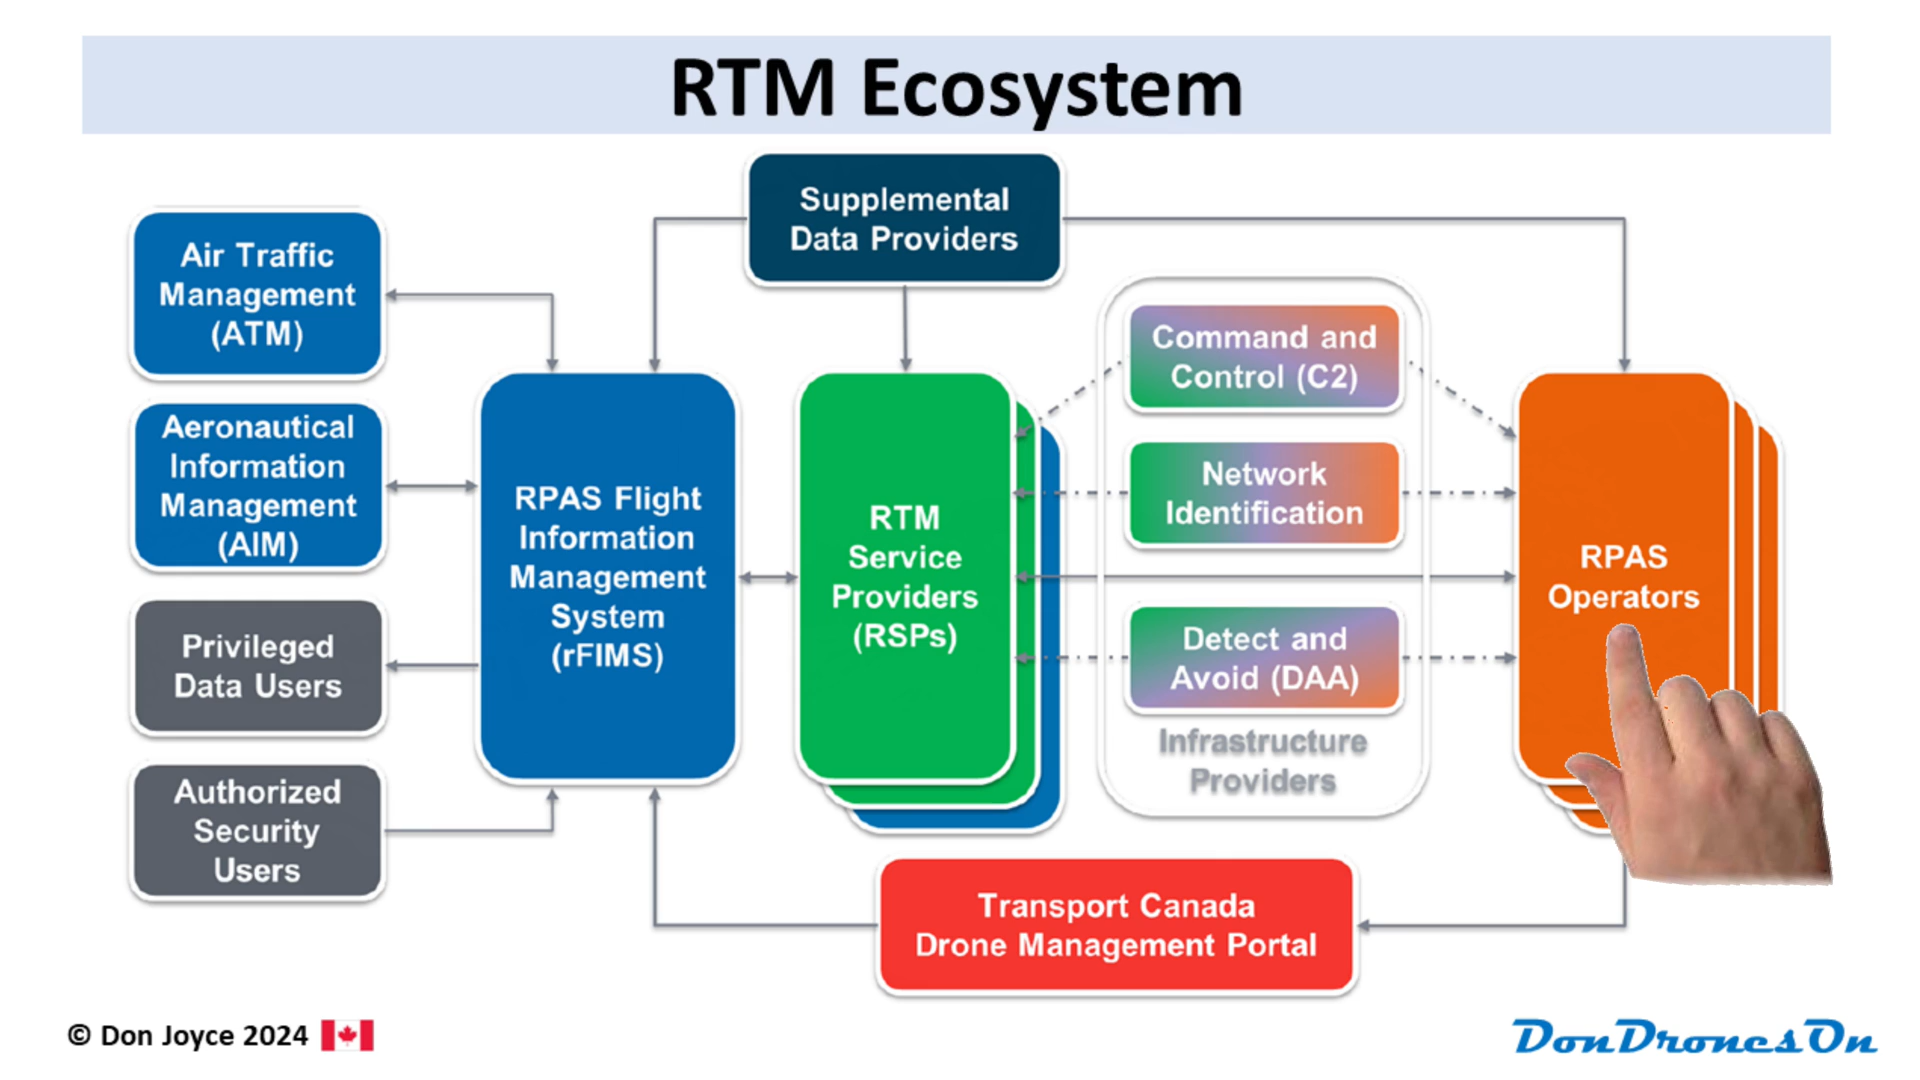 RTM Ecosystem
Supplemental
Data Providers
Air Traffic
Management
(ATM)
Aeronautical
Information
Management
(AIM)
Privileged
Data Users
Authorized
Security
Users
RPAS Flight
Information
Management
System
(rFIMS)
RTM
Service
Providers
(RSPs)
Command and
Control (C2)
Network
Identification
Detect and
Avoid (DAA)
Infrastructure
Providers
RPAS
Operators
Transport Canada
Drone Management Portal
© Don Joyce 2024
DonDronesOn